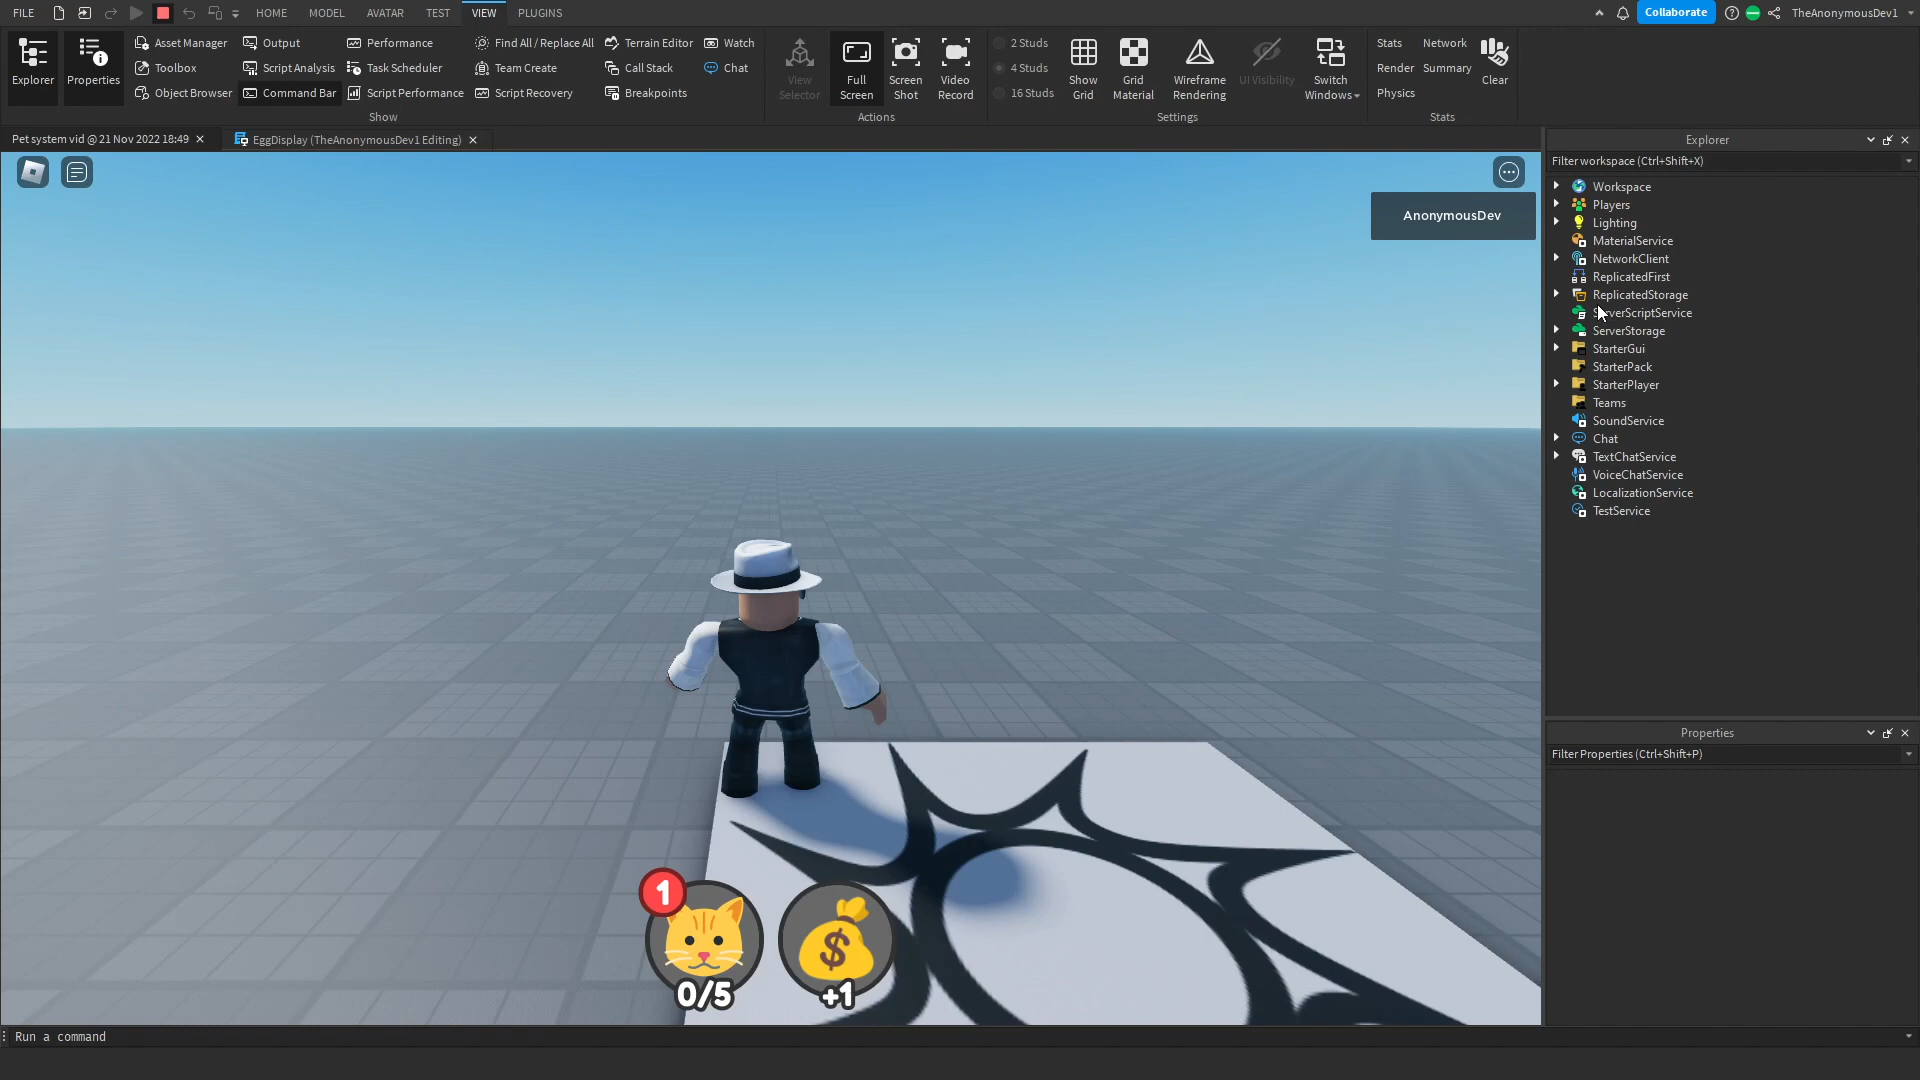 FILE HOME MODEL AVATAR TEST VIEW PLUGINS Collaborate TheAnonymousDev1
Explorer
Properties
Asset Manager
Toolbox
Object Browser
Output
Script Analysis
Command Bar
Performance
Task Scheduler
Script Performance
Find All / Replace All
Team Create
Script Recovery
Terrain Editor
Call Stack
Breakpoints
Watch
Chat
Show
View
Selector
Full
Screen
Screen
Shot
Video
Record
Actions
2 Studs
4 Studs
16 Studs
Show
Grid
Grid
Material
Wireframe
Rendering
UI Visibility
Switch
Windows
Settings
Stats
Render
Physics
Network
Summary
Clear
Stats
Pet system vid @ 21 Nov 2022 18:49
EggDisplay (TheAnonymousDev1 Editing)
AnonymousDev
1
$
0/5
+1
Explorer
Filter workspace (Ctrl+Shift+X)
Workspace
Players
Lighting
MaterialService
NetworkClient
ReplicatedFirst
ReplicatedStorage
ServerScriptService
ServerStorage
StarterGui
StarterPack
StarterPlayer
Teams
SoundService
Chat
TextChatService
VoiceChatService
LocalizationService
TestService
Properties
Filter Properties (Ctrl+Shift+P)
Run a command